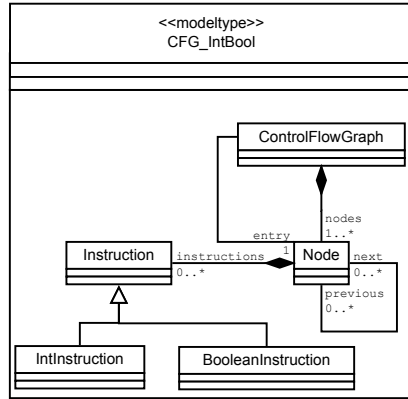 <<modeltype>>
CFG_IntBool
ControlFlowGraph
nodes
1..*
entry
1
Instruction
instructions
0..*
Node
next
0..*
previous
0..*
IntInstruction
BooleanInstruction